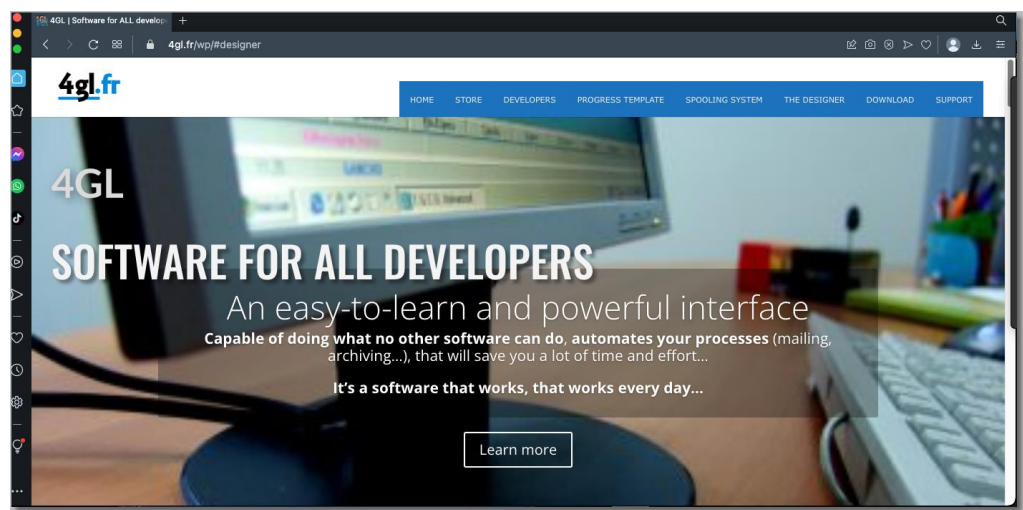 4GL | Software for ALL develop
4gl.fr/wp/#designer
4gl.fr
HOME STORE DEVELOPERS PROGRESS TEMPLATE SPOOLING SYSTEM THE DESIGNER DOWNLOAD SUPPORT
4GL
SOFTWARE FOR ALL DEVELOPERS
An easy-to-learn and powerful interface
Capable of doing what no other software can do, automates your processes (mailing,
archiving...), that will save you a lot of time and effort...
It's a software that works, that works every day...
Learn more